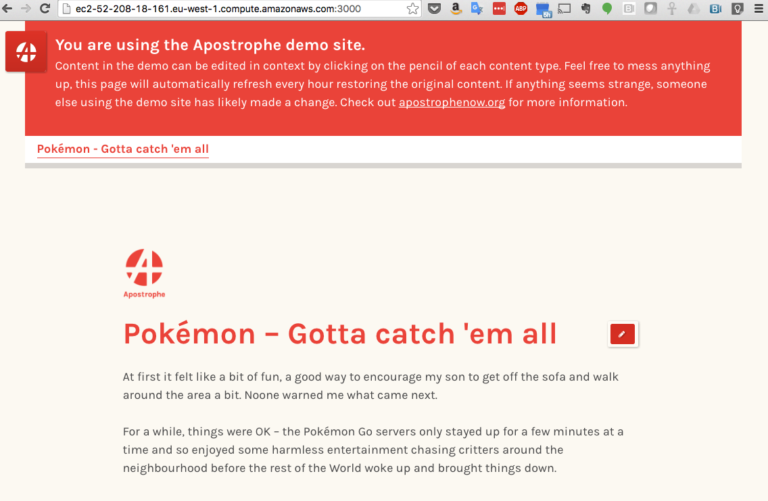 ec2-52-208-18-161.eu-west-1.compute.amazonaws.com:3000
You are using the Apostrophe demo site.
Content in the demo can be edited in context by clicking on the pencil of each content type. Feel free to mess anything
up, this page will automatically refresh every hour restoring the original content. If anything seems strange, someone
else using the demo site has likely made a change. Check out apostrophenow.org for more information.
Pokémon - Gotta catch 'em all
Apostrophe
Pokémon – Gotta catch 'em all
At first it felt like a bit of fun, a good way to encourage my son to get off the sofa and walk
around the area a bit. Noone warned me what came next.
For a while, things were OK – the Pokémon Go servers only stayed up for a few minutes at a
time and so enjoyed some harmless entertainment chasing critters around the
neighbourhood before the rest of the World woke up and brought things down.